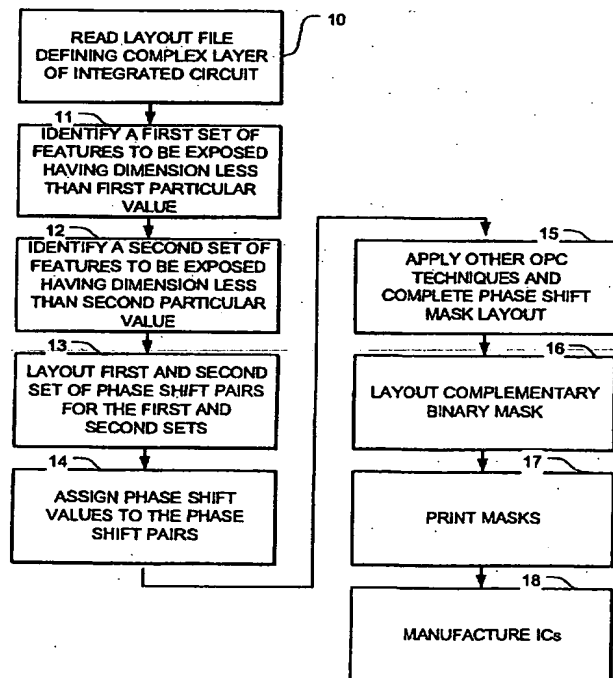 10
READ LAYOUT FILE
DEFINING COMPLEX LAYER
OF INTEGRATED CIRCUIT
11
IDENTIFY A FIRST SET OF
FEATURES TO BE EXPOSED
HAVING DIMENSION LESS
THAN FIRST PARTICULAR
VALUE
12
IDENTIFY A SECOND SET OF
FEATURES TO BE EXPOSED
HAVING DIMENSION LESS
THAN SECOND PARTICULAR
VALUE
13
LAYOUT FIRST AND SECOND
SET OF PHASE SHIFT PAIRS
FOR THE FIRST AND
SECOND SETS
14
ASSIGN PHASE SHIFT
VALUES TO THE PHASE
SHIFT PAIRS
15
APPLY OTHER OPC
TECHNIQUES AND
COMPLETE PHASE SHIFT
MASK LAYOUT
16
LAYOUT COMPLEMENTARY
BINARY MASK
17
PRINT MASKS
18
MANUFACTURE ICs